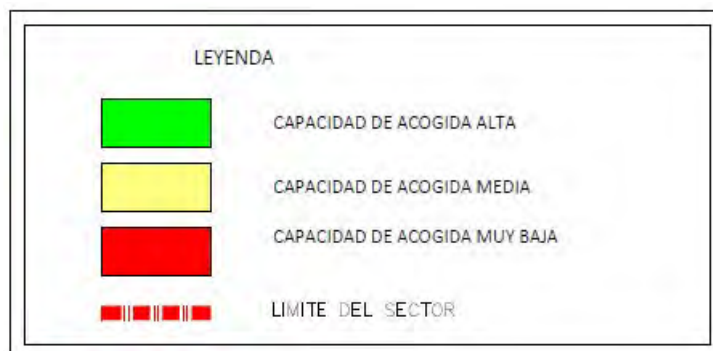 LEYENDA
CAPACIDAD DE ACOGIDA ALTA
CAPACIDAD DE ACOGIDA MEDIA
CAPACIDAD DE ACOGIDA MUY BAJA
LIMITE DEL SECTOR